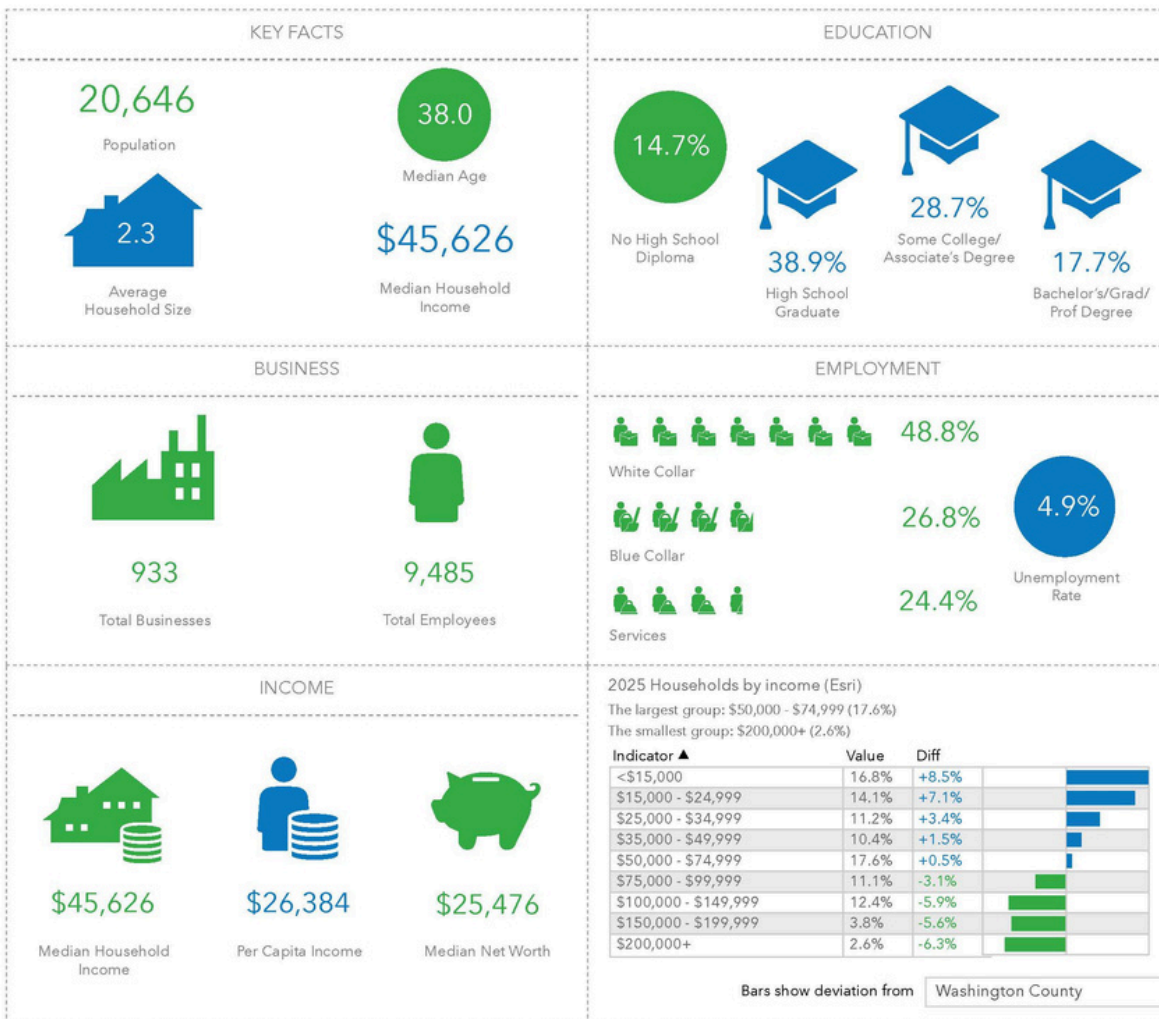 KEY FACTS
20,646
Population
38.0
Median Age
2.3
Average
Household Size
$45,626
Median Household
Income
EDUCATION
14.7%
No High School
Diploma
38.9%
High School
Graduate
28.7%
Some College/
Associate's Degree
17.7%
Bachelor's/Grad/
Prof Degree
BUSINESS
933
Total Businesses
9,485
Total Employees
EMPLOYMENT
48.8%
White Collar
26.8%
Blue Collar
24.4%
Services
4.9%
Unemployment
Rate
INCOME
$45,626
Median Household
Income
$26,384
Per Capita Income
$25,476
Median Net Worth
2025 Households by income (Esri)
The largest group: $50,000 - $74,999 (17.6%)
The smallest group: $200,000+ (2.6%)
Indicator ▲ Value Diff
<$15,000 16.8% +8.5%
$15,000 - $24,999 14.1% +7.1%
$25,000 - $34,999 11.2% +3.4%
$35,000 - $49,999 10.4% +1.5%
$50,000 - $74,999 17.6% +0.5%
$75,000 - $99,999 11.1% -3.1%
$100,000 - $149,999 12.4% -5.9%
$150,000 - $199,999 3.8% -5.6%
$200,000+ 2.6% -6.3%
Bars show deviation from Washington County